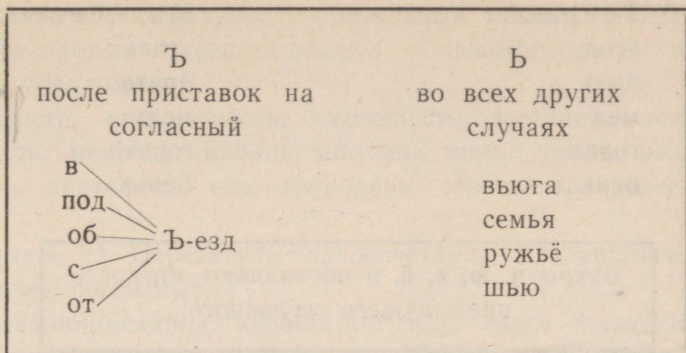 Ъ
после приставок на
согласный
в
под
об
с
от
Ъ-езд
Ь
во всех других
случаях
вьюга
семья
ружьё
шью